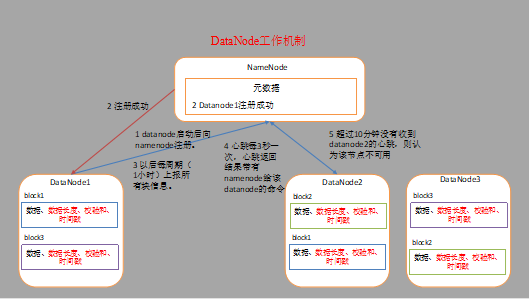 DataNode工作机制
NameNode
元数据
2 Datanode1注册成功
2 注册成功
1 datanode启动后向
namenode注册。
3 以后每周期（
1小时）上报所
有块信息。
4 心跳每3秒一
次，心跳返回
结果带有
namenode给该
datanode的命令
5 超过10分钟没有收到
datanode2的心跳，则认
为该节点不可用
DataNode1
block1
数据、数据长度、校验和、
时间戳
block3
数据、数据长度、校验和、
时间戳
DataNode2
block2
数据、数据长度、校验和、
时间戳
block1
数据、数据长度、校验和、
时间戳
DataNode3
block3
数据、数据长度、校验和、
时间戳
block2
数据、数据长度、校验和、
时间戳